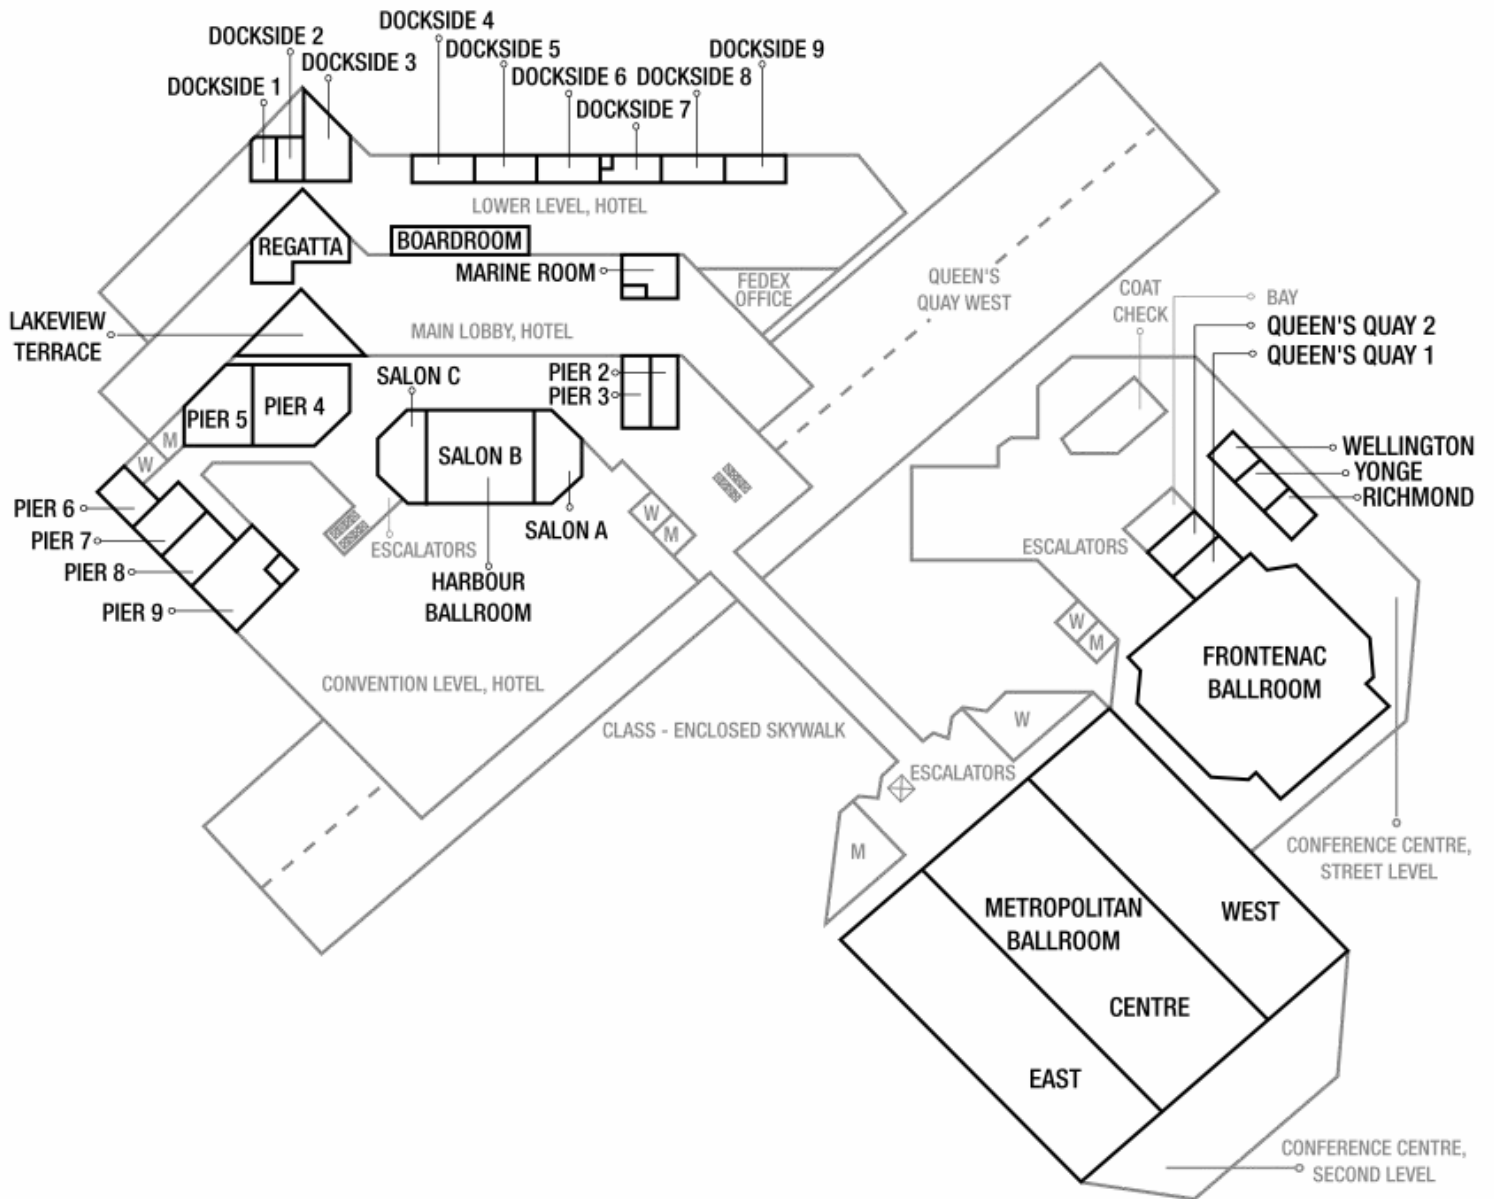 DOCKSIDE 4
DOCKSIDE 2
DOCKSIDE 5
DOCKSIDE 9
DOCKSIDE 3
DOCKSIDE 6
DOCKSIDE 8
DOCKSIDE 1
DOCKSIDE 7
LOWER LEVEL, HOTEL
REGATTA
BOARDROOM
MARINE ROOM
FEDEX
OFFICE
QUEEN'S
QUAY WEST
COAT
CHECK
BAY
QUEEN'S QUAY 2
QUEEN'S QUAY 1
LAKEVIEW
TERRACE
MAIN LOBBY, HOTEL
SALON C
PIER 2
PIER 3
PIER 5
PIER 4
M
W
SALON B
WELLINGTON
YONGE
RICHMOND
PIER 6
PIER 7
PIER 8
PIER 9
ESCALATORS
SALON A
W
M
HARBOUR
BALLROOM
ESCALATORS
W
M
FRONTENAC
BALLROOM
CONVENTION LEVEL, HOTEL
CLASS - ENCLOSED SKYWALK
W
ESCALATORS
M
CONFERENCE CENTRE,
STREET LEVEL
METROPOLITAN
BALLROOM
WEST
CENTRE
EAST
CONFERENCE CENTRE,
SECOND LEVEL